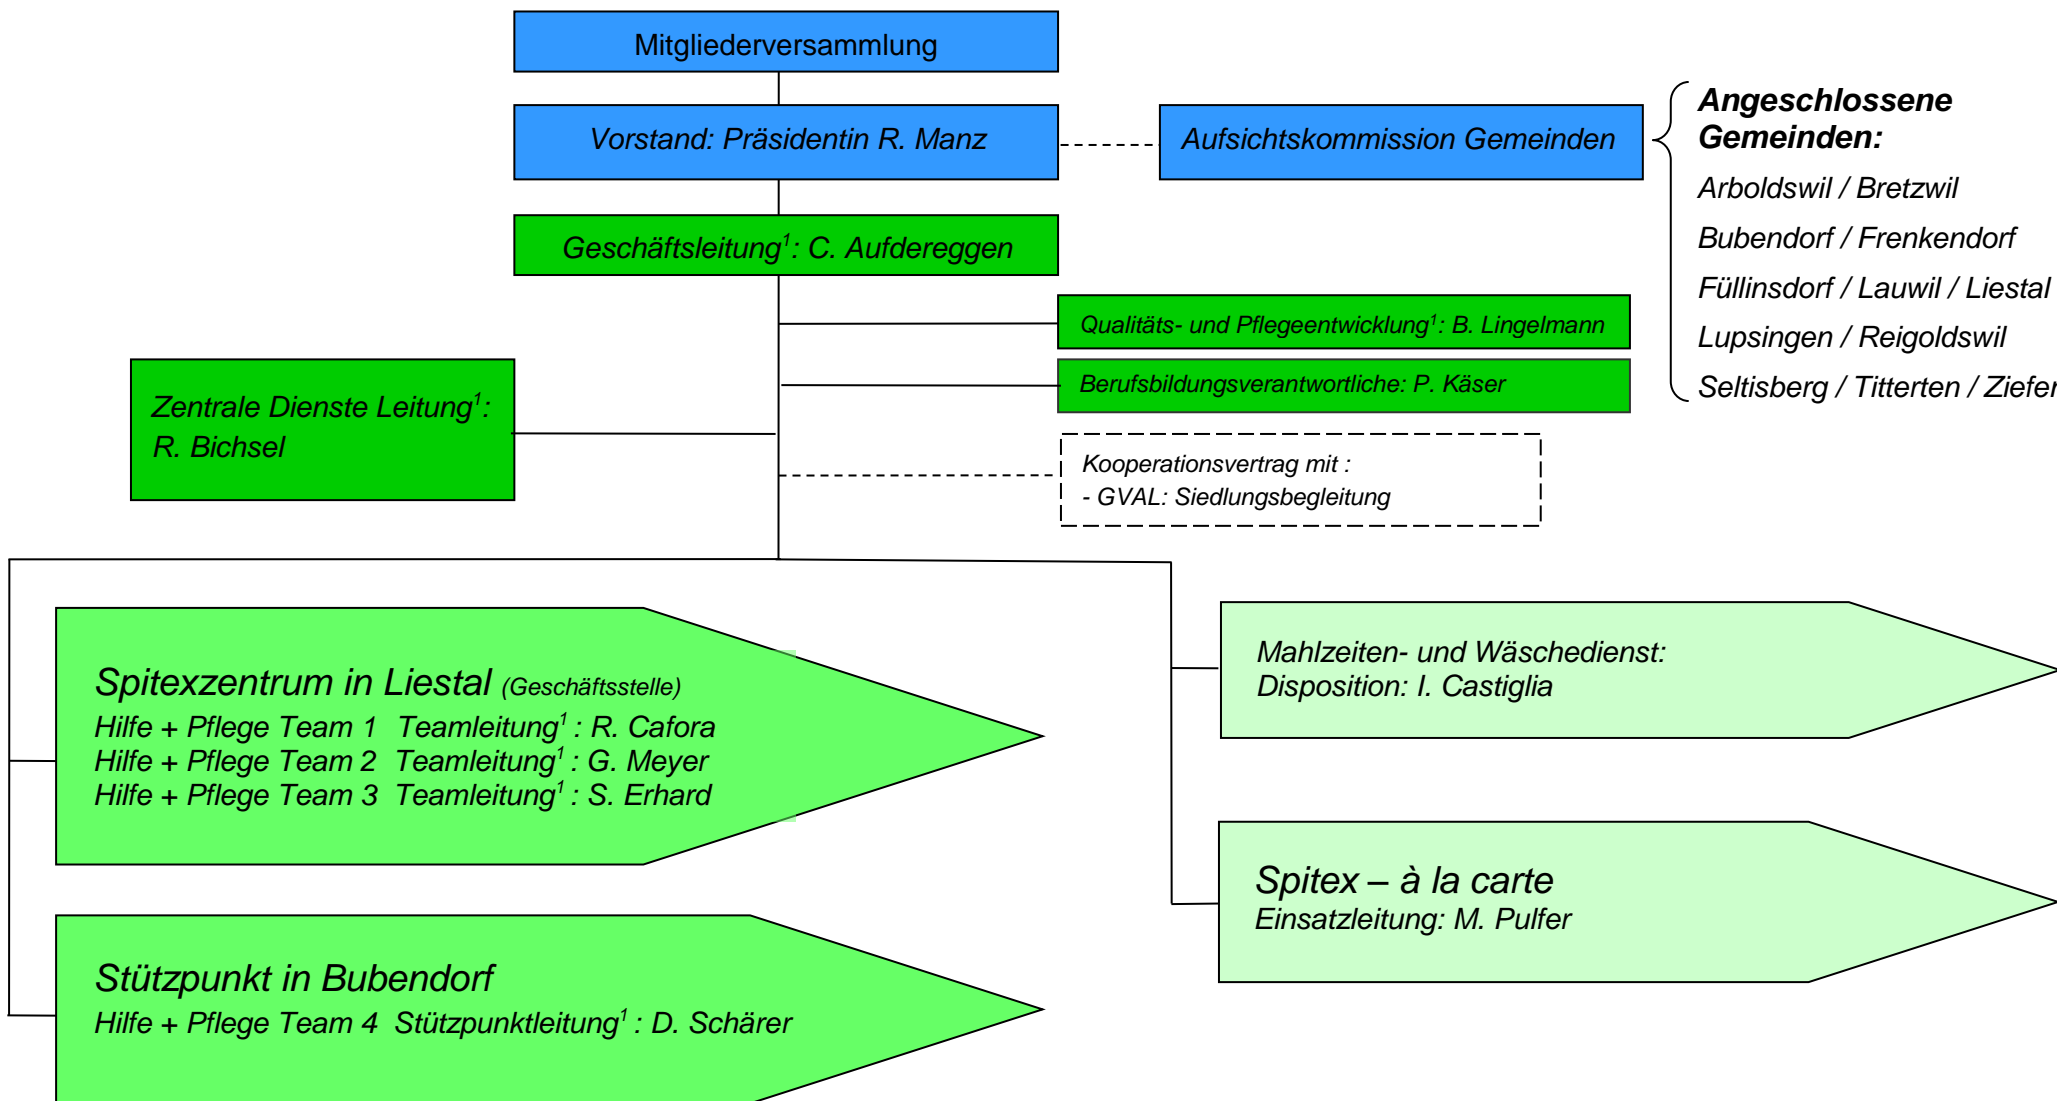 Mitgliederversammlung
Vorstand: Präsidentin R. Manz
Aufsichtskommission Gemeinden
Angeschlossene
Gemeinden:
Arboldswil / Bretzwil
Bubendorf / Frenkendorf
Füllinsdorf / Lauwil / Liestal
Lupsingen / Reigoldswil
Seltisberg / Titterten / Ziefen
Geschäftsleitung¹: C. Aufdereggen
Qualitäts- und Pflegeentwicklung¹: B. Lingelmann
Berufsbildungsverantwortliche: P. Käser
Zentrale Dienste Leitung¹:
R. Bichsel
Kooperationsvertrag mit :
- GVAL: Siedlungsbegleitung
Spitexzentrum in Liestal (Geschäftsstelle)
Hilfe + Pflege Team 1 Teamleitung¹ : R. Cafora
Hilfe + Pflege Team 2 Teamleitung¹ : G. Meyer
Hilfe + Pflege Team 3 Teamleitung¹ : S. Erhard
Stützpunkt in Bubendorf
Hilfe + Pflege Team 4 Stützpunktleitung¹ : D. Schärer
Mahlzeiten- und Wäschedienst:
Disposition: I. Castiglia
Spitex – à la carte
Einsatzleitung: M. Pulfer